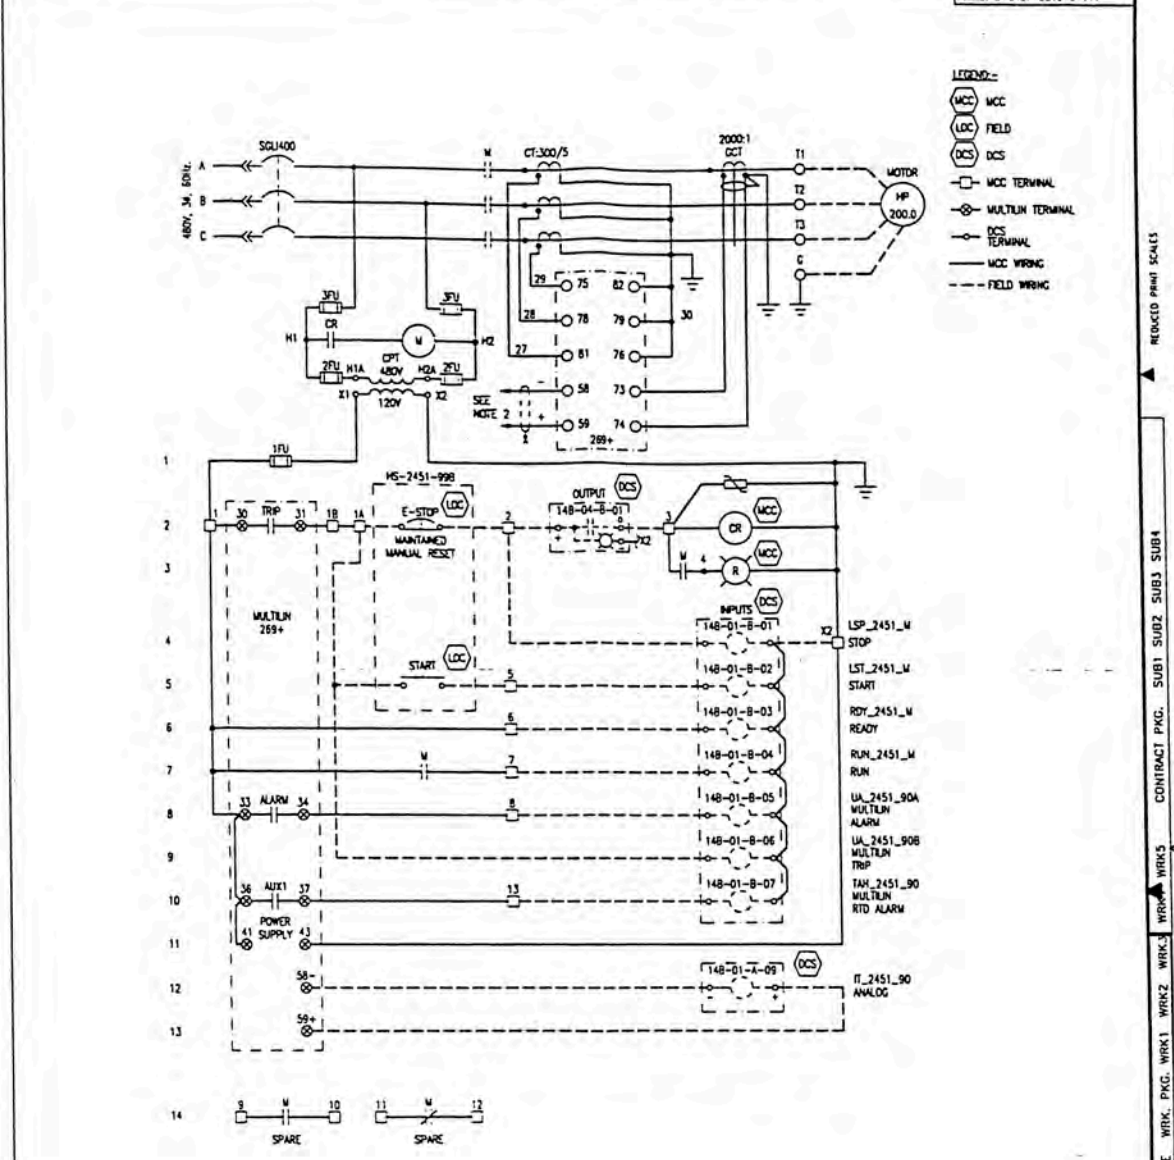 LEGEND:-
MCC MCC
LOC FIELD
DCS DCS
MCC TERMINAL
MULTILIN TERMINAL
DCS
TERMINAL
MCC WIRING
FIELD WIRING
480V, 3Φ, 60Hz.
SGLI400
A
B
C
M
CT:300/5
2000:1
GCT
T1
T2
T3
G
MOTOR
HP
200.0
3FU
3FU
CR
H1
M
H2
CPT
480V
2FU
H1A
H2A
2FU
X1
120V
X2
29
75
82
28
78
79
30
27
81
76
58
73
59
74
269+
SEE
NOTE 2
-
+
1
1FU
HS-2451-99B
2
1
30
TRIP
31
1B
1A
E-STOP
LOC
MAINTAINED
MANUAL RESET
2
OUTPUT
DCS
14B-04-B-01
+
X2
3
CR
MCC
3
M
4
R
MCC
MULTILIN
269+
INPUTS
DCS
4
14B-01-B-01
X2
LSP_2451_M
STOP
5
START
LOC
5
14B-01-B-02
LST_2451_M
START
6
6
14B-01-B-03
RDY_2451_M
READY
7
M
7
14B-01-B-04
RUN_2451_M
RUN
8
33
ALARM
34
8
14B-01-B-05
UA_2451_90A
MULTILIN
ALARM
9
14B-01-B-06
UA_2451_90B
MULTILIN
TRIP
10
36
AUX1
37
13
14B-01-B-07
TAH_2451_90
MULTILIN
RTD ALARM
11
41
POWER
SUPPLY
43
12
58-
14B-01-A-09
DCS
-
+
IT_2451_90
ANALOG
13
59+
14
9
M
10
SPARE
11
M
12
SPARE
REDUCED PRINT SCALES
WRK. PKG. WRK1 WRK2 WRK3 WRK5 CONTRACT PKG. SUB1 SUB2 SUB3 SUB4